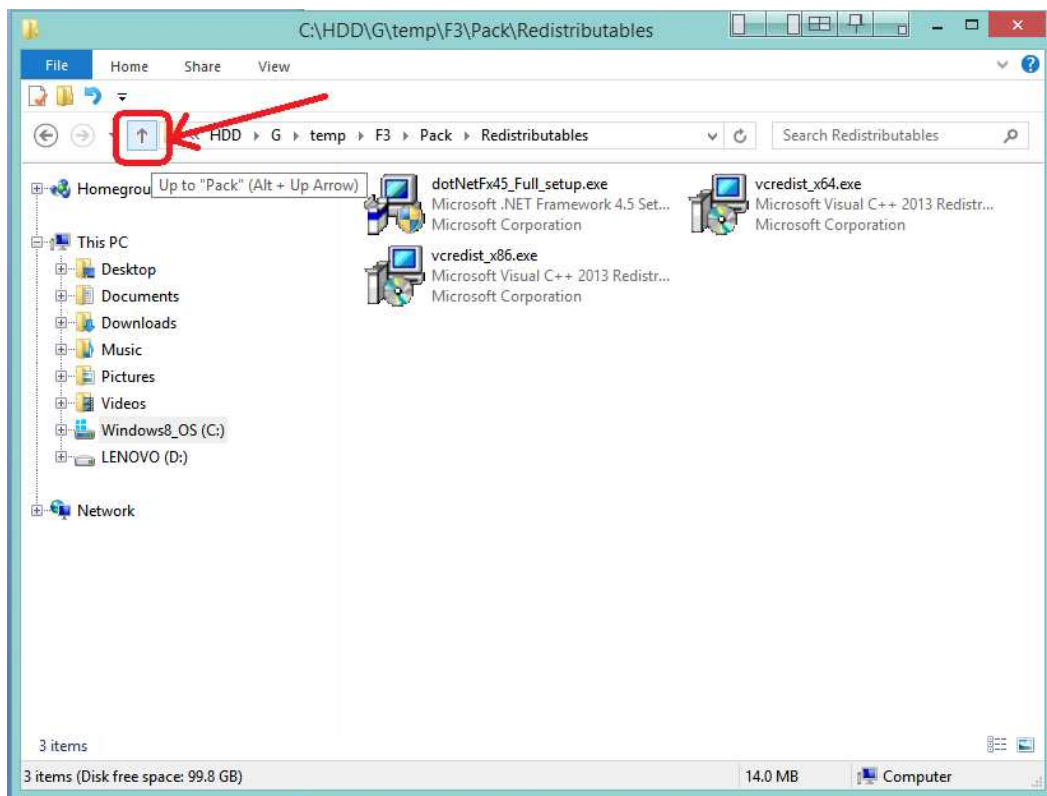 C:\HDD\G\temp\F3\Pack\Redistributables
File Home Share View
« HDD G temp F3 Pack Redistributables
Search Redistributables
Homegrou
Up to "Pack" (Alt + Up Arrow)
dotNetFx45_Full_setup.exe
Microsoft .NET Framework 4.5 Set...
Microsoft Corporation
vcredist_x64.exe
Microsoft Visual C++ 2013 Redistr...
Microsoft Corporation
vcredist_x86.exe
Microsoft Visual C++ 2013 Redistr...
Microsoft Corporation
This PC
Desktop
Documents
Downloads
Music
Pictures
Videos
Windows8_OS (C:)
LENOVO (D:)
Network
3 items
3 items (Disk free space: 99.8 GB)
14.0 MB
Computer